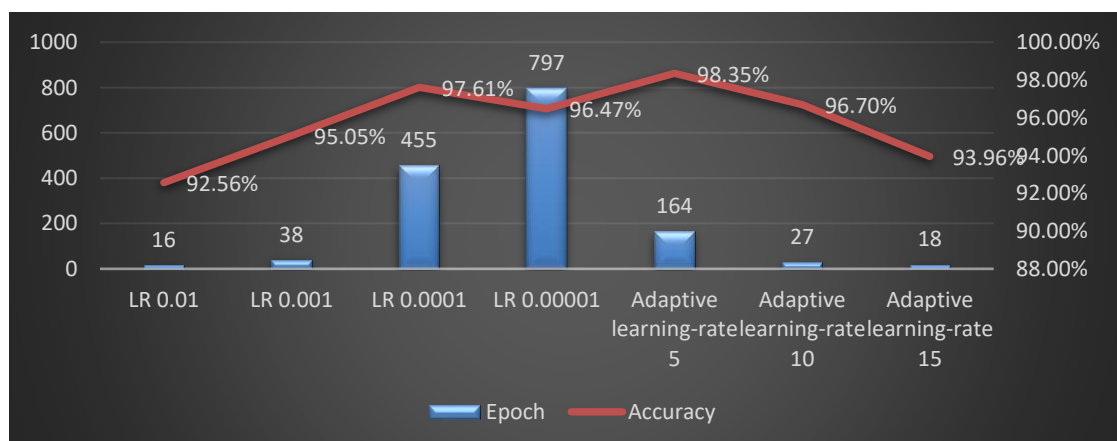 1000
800
600
400
200
0
100.00%
98.00%
96.00%
94.00%
92.00%
90.00%
88.00%
16
38
455
797
164
27
18
92.56%
95.05%
97.61%
96.47%
98.35%
96.70%
93.96%
LR 0.01
LR 0.001
LR 0.0001
LR 0.00001
Adaptive
learning-rate
5
Adaptive
learning-rate
10
Adaptive
learning-rate
15
Epoch
Accuracy